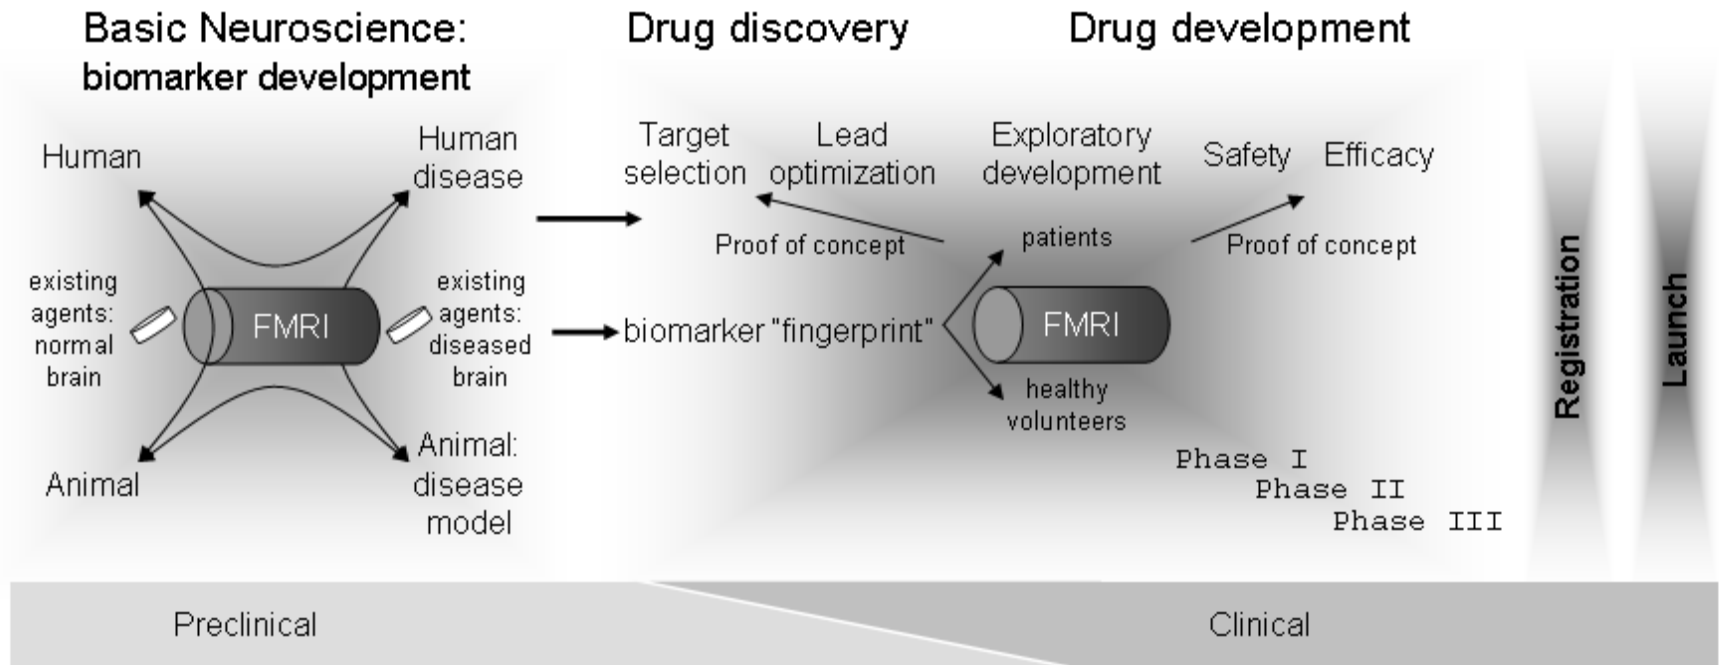 Basic Neuroscience:
biomarker development
Human
Human
disease
existing
agents:
normal
brain
FMRI
existing
agents:
diseased
brain
Animal
Animal:
disease
model
Drug discovery
Drug development
Target
selection
Lead
optimization
Exploratory
development
Safety
Efficacy
Proof of concept
patients
Proof of concept
biomarker "fingerprint"
FMRI
healthy
volunteers
Phase I
Phase II
Phase III
Registration
Launch
Preclinical
Clinical